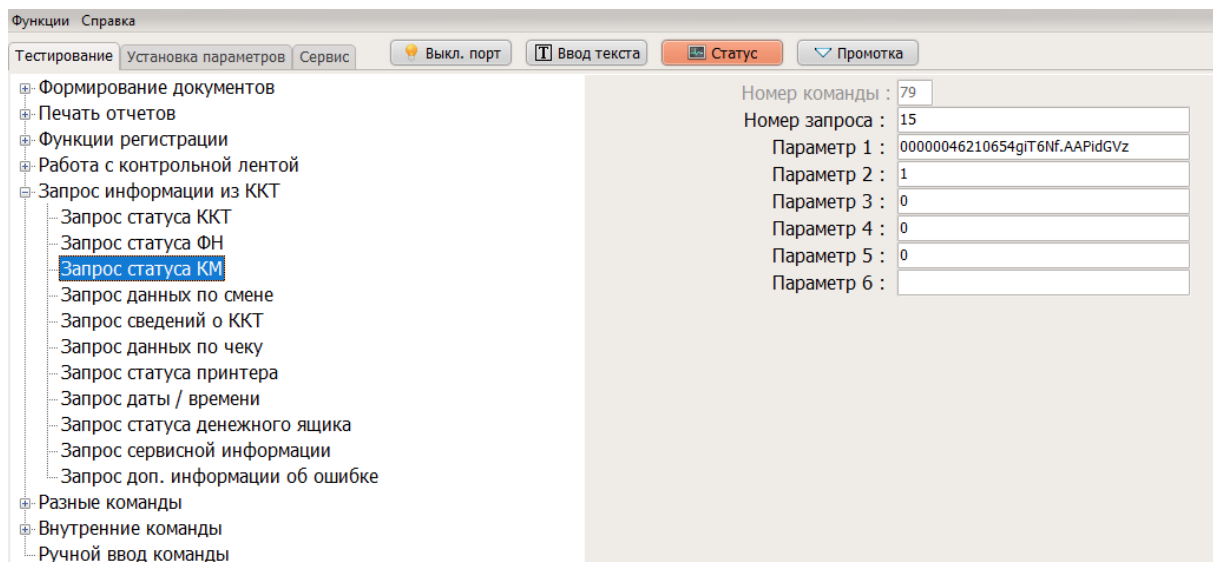 Функции Справка
Тестирование Установка параметров Сервис Выкл. порт Ввод текста Статус Промотка
Формирование документов
Печать отчетов
Функции регистрации
Работа с контрольной лентой
Запрос информации из ККТ
Запрос статуса ККТ
Запрос статуса ФН
Запрос статуса КМ
Запрос данных по смене
Запрос сведений о ККТ
Запрос данных по чеку
Запрос статуса принтера
Запрос даты / времени
Запрос статуса денежного ящика
Запрос сервисной информации
Запрос доп. информации об ошибке
Разные команды
Внутренние команды
Ручной ввод команды
Номер команды : 79
Номер запроса : 15
Параметр 1 : 00000046210654giT6Nf.AAPidGVz
Параметр 2 : 1
Параметр 3 : 0
Параметр 4 : 0
Параметр 5 : 0
Параметр 6 :